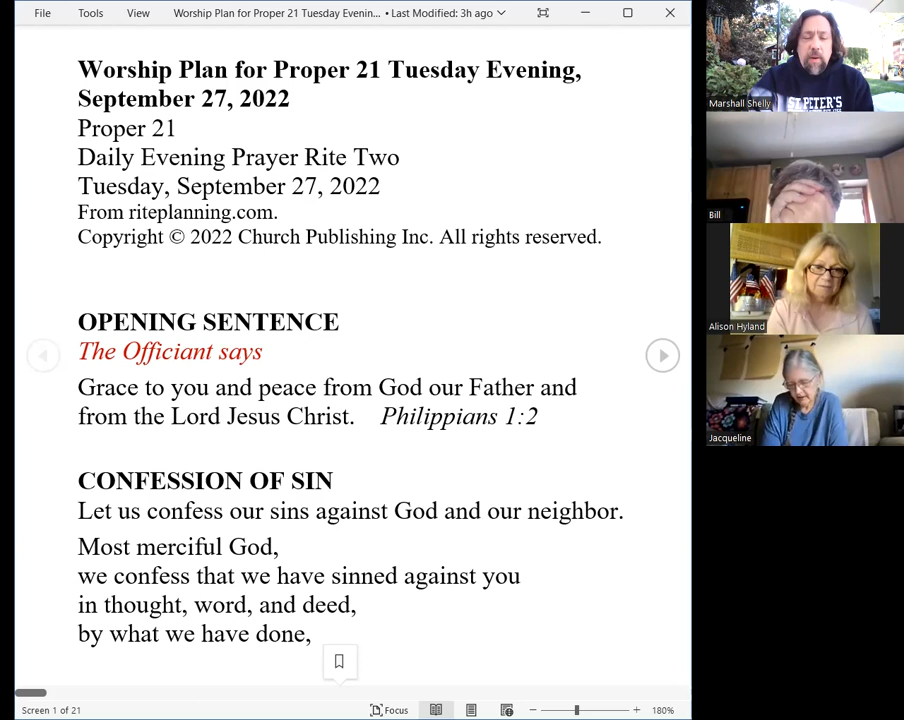 File Tools View Worship Plan for Proper 21 Tuesday Evenin... • Last Modified: 3h ago
Worship Plan for Proper 21 Tuesday Evening,
September 27, 2022
Proper 21
Daily Evening Prayer Rite Two
Tuesday, September 27, 2022
From riteplanning.com.
Copyright © 2022 Church Publishing Inc. All rights reserved.
OPENING SENTENCE
The Officiant says
Grace to you and peace from God our Father and
from the Lord Jesus Christ. Philippians 1:2
CONFESSION OF SIN
Let us confess our sins against God and our neighbor.
Most merciful God,
we confess that we have sinned against you
in thought, word, and deed,
by what we have done,
Screen 1 of 21 Focus 180%
ST. PETER'S
Marshall Shelly
Bill
Alison Hyland
Jacqueline